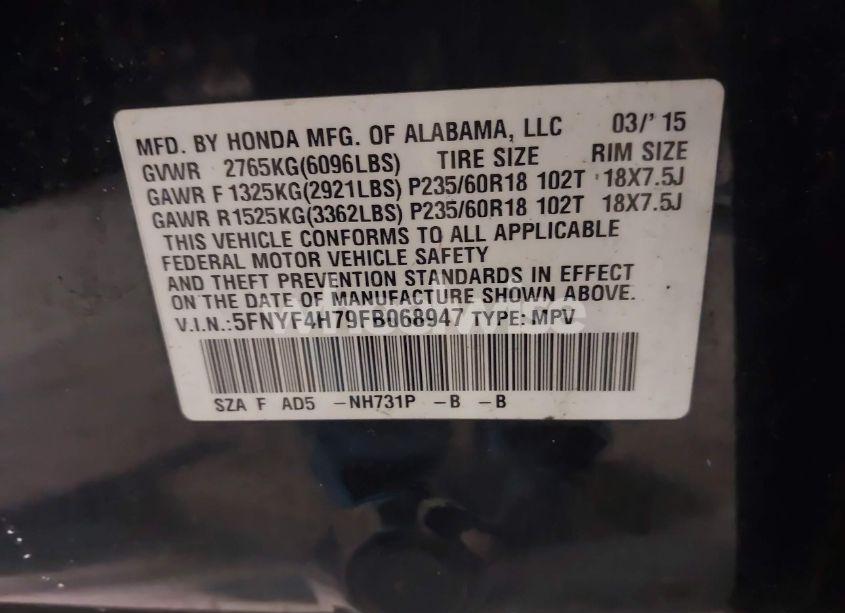 MFD. BY HONDA MFG. OF ALABAMA, LLC 03/'15
GVWR 2765KG(6096LBS) TIRE SIZE RIM SIZE
GAWR F 1325KG(2921LBS) P235/60R18 102T 18X7.5J
GAWR R1525KG(3362LBS) P235/60R18 102T 18X7.5J
THIS VEHICLE CONFORMS TO ALL APPLICABLE
FEDERAL MOTOR VEHICLE SAFETY
AND THEFT PREVENTION STANDARDS IN EFFECT
ON THE DATE OF MANUFACTURE SHOWN ABOVE.
V.I.N.:5FNYF4H79FB068947 TYPE: MPV
SZA F AD5 -NH731P -B -B